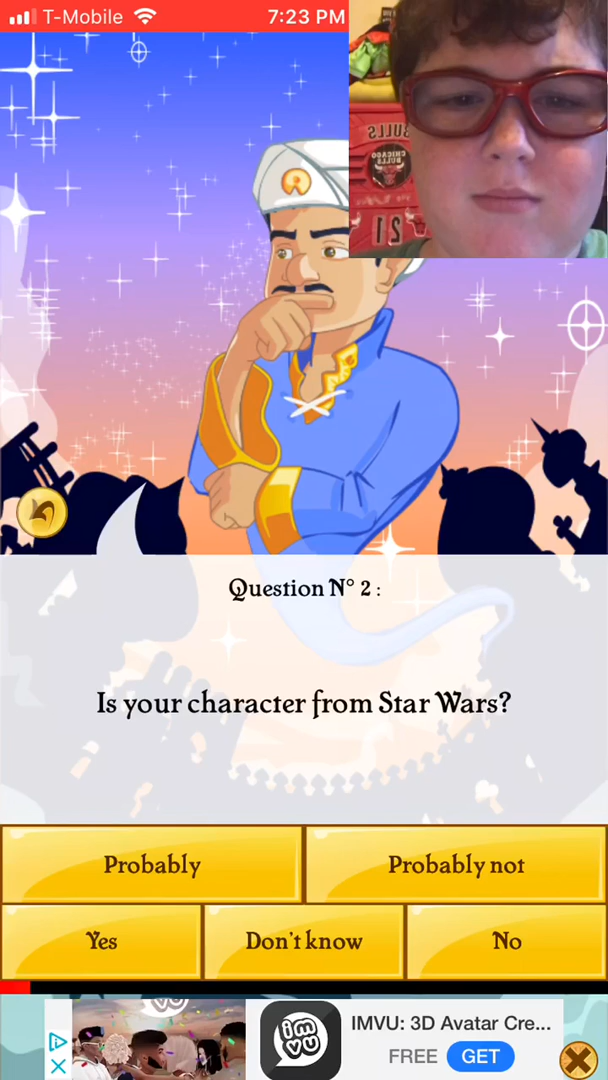 T-Mobile 7:23 PM
BULLS
CHICAGO
BULLS
21
Question N° 2 :
Is your character from Star Wars?
Probably Probably not
Yes Don't know No
imvu
IMVU: 3D Avatar Cre...
FREE GET